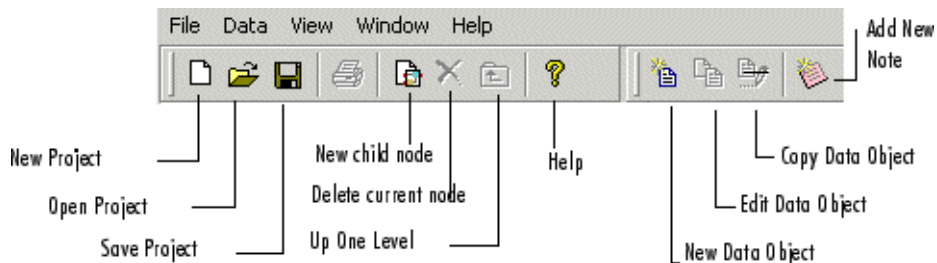 File Data View Window Help
Add New
Note
New Project
New child node
Help
Copy Data Object
Delete current node
Open Project
Edit Data Object
Save Project
Up One Level
New Data Object